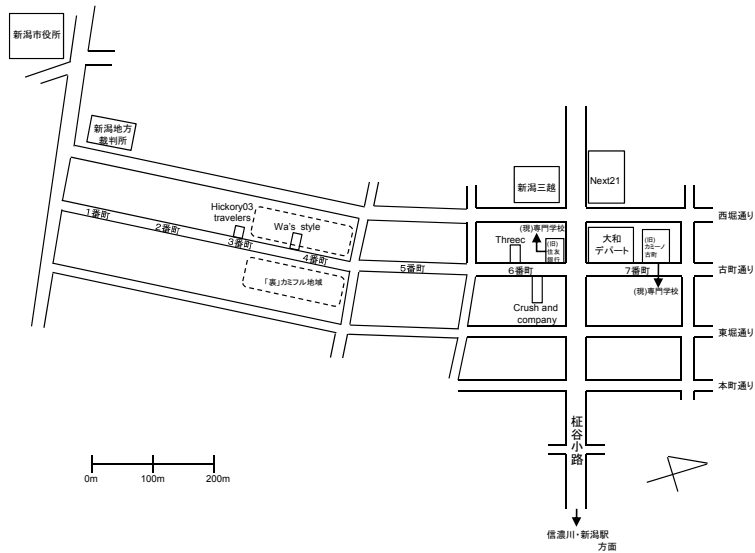 新潟市役所
新潟地方
裁判所
新潟三越
Next21
西堀通り
Hickory03
travelers
Wa's style
1番町
2番町
3番町
4番町
5番町
6番町
7番町
(現)専門学校
Threec
(旧)
住友
銀行
大和
デパート
(旧)
カミーノ
古町
古町通り
「裏」カミフル地域
(現)専門学校
Crush and
company
東堀通り
本町通り
柾谷小路
0m
100m
200m
信濃川・新潟駅
方面